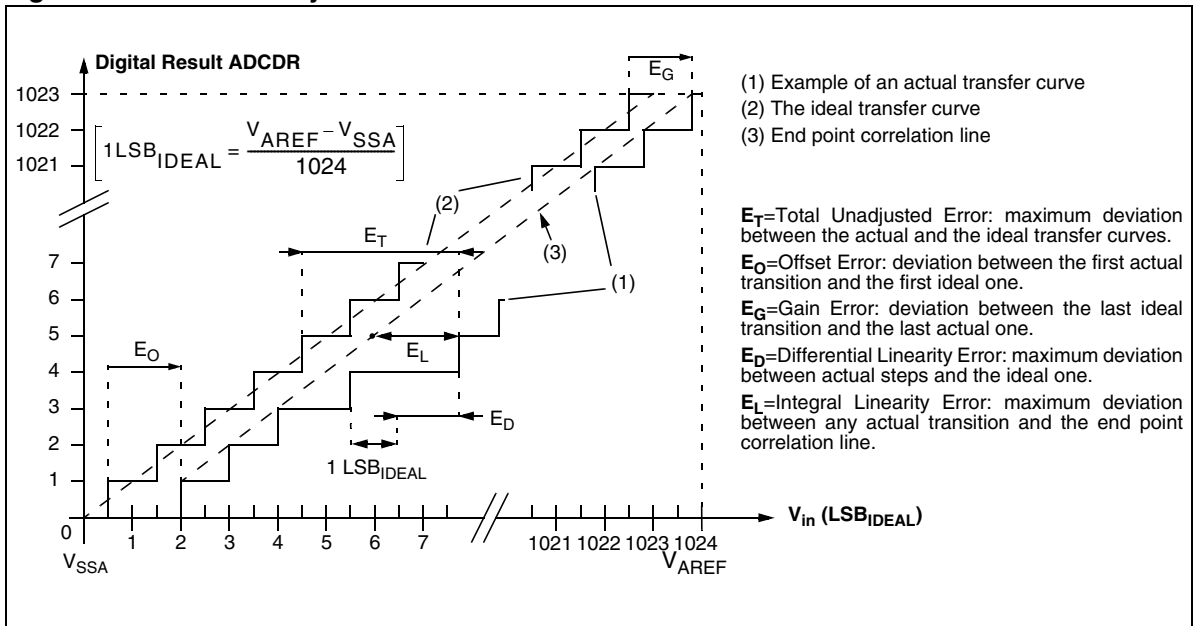 Digital Result ADCDR
E_G
(1) Example of an actual transfer curve
(2) The ideal transfer curve
(3) End point correlation line
1023
1022
1021
1LSB_IDEAL = (V_AREF – V_SSA) / 1024
(2)
(3)
(1)
E_T=Total Unadjusted Error: maximum deviation
between the actual and the ideal transfer curves.
E_O=Offset Error: deviation between the first actual
transition and the first ideal one.
E_G=Gain Error: deviation between the last ideal
transition and the last actual one.
E_D=Differential Linearity Error: maximum deviation
between actual steps and the ideal one.
E_L=Integral Linearity Error: maximum deviation
between any actual transition and the end point
correlation line.
E_T
7
6
5
4
3
2
1
0
E_O
E_L
E_D
1 LSB_IDEAL
1 2 3 4 5 6 7 1021 1022 1023 1024
V_in (LSB_IDEAL)
V_SSA
V_AREF